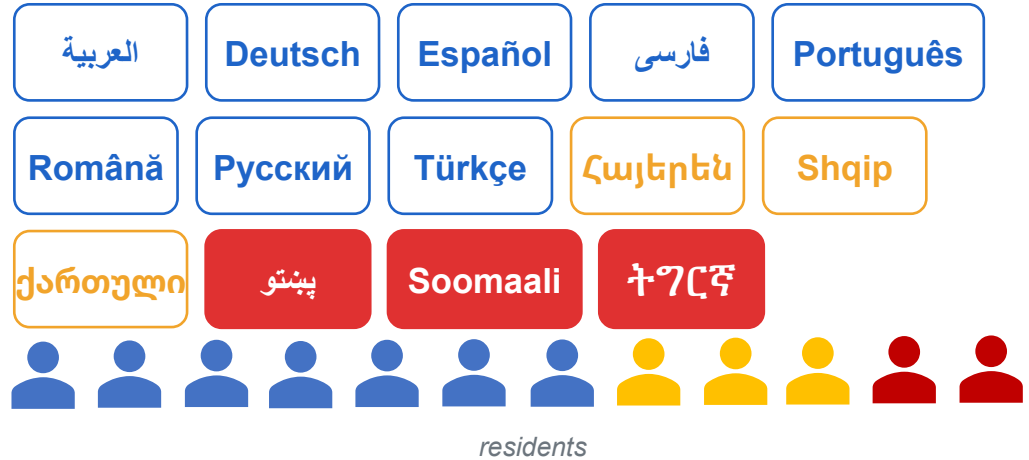 العربية Deutsch Español فارسی Português
Română Русский Türkçe Հայերեն Shqip
ქართული پښتو Soomaali ትግርኛ
residents